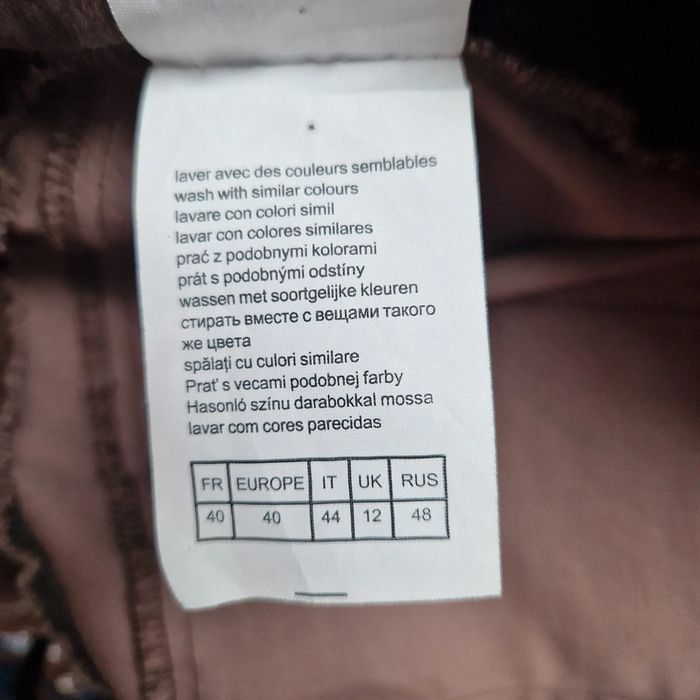 laver avec des couleurs semblables
wash with similar colours
lavare con colori simil
lavar con colores similares
prać z podobnymi kolorami
prát s podobnými odstíny
wassen met soortgelijke kleuren
стирать вместе с вещами такого
же цвета
spălați cu culori similare
Prať s vecami podobnej farby
Hasonló színu darabokkal mossa
lavar com cores parecidas
FR EUROPE IT UK RUS
40 40 44 12 48